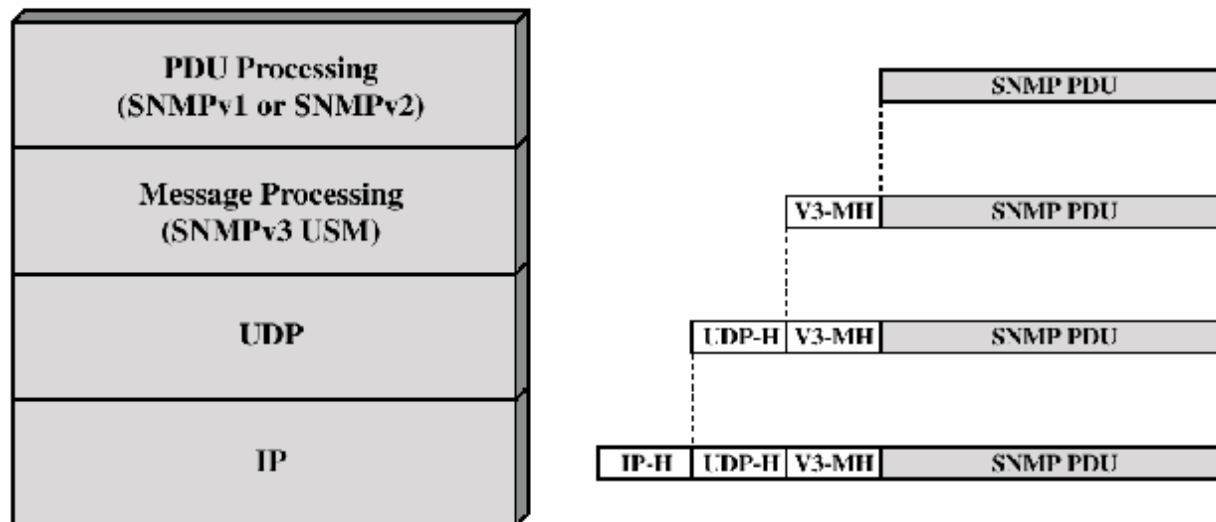 PDU Processing
(SNMPv1 or SNMPv2)
SNMP PDU
Message Processing
(SNMPv3 USM)
V3-MH SNMP PDU
UDP
UDP-H V3-MH SNMP PDU
IP
IP-H UDP-H V3-MH SNMP PDU